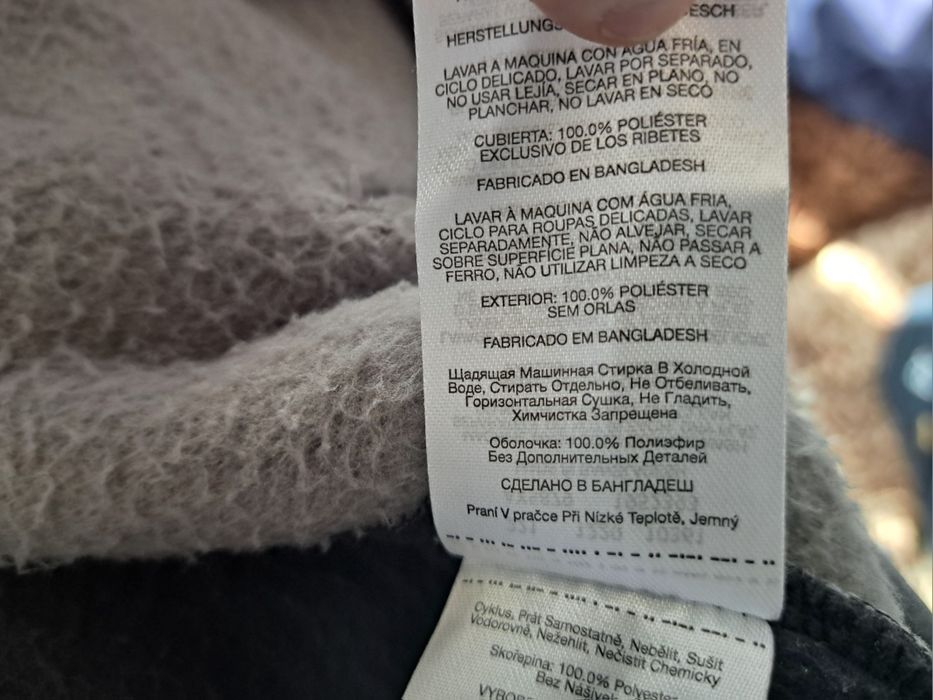 HERSTELLUNGS
ESCH
LAVAR A MAQUINA CON AGUA FRÍA, EN
CICLO DELICADO, LAVAR POR SEPARADO,
NO USAR LEJÍA, SECAR EN PLANO, NO
PLANCHAR, NO LAVAR EN SECO
CUBIERTA: 100.0% POLIÉSTER
EXCLUSIVO DE LOS RIBETES
FABRICADO EN BANGLADESH
LAVAR À MAQUINA COM ÁGUA FRIA,
CICLO PARA ROUPAS DELICADAS, LAVAR
SEPARADAMENTE, NÃO ALVEJAR, SECAR
SOBRE SUPERFÍCIE PLANA, NÃO PASSAR A
FERRO, NÃO UTILIZAR LIMPEZA A SECO
EXTERIOR: 100.0% POLIÉSTER
SEM ORLAS
FABRICADO EM BANGLADESH
Щадящая Машинная Стирка В Холодной
Воде, Стирать Отдельно, Не Отбеливать,
Горизонтальная Сушка, Не Гладить,
Химчистка Запрещена
Оболочка: 100.0% Полиэфир
Без Дополнительных Деталей
СДЕЛАНО В БАНГЛАДЕШ
Praní V pračce Při Nízké Teplotě, Jemný
Cyklus, Prát Samostatně, Nebělit, Sušit
Vodorovně, Nežehlit, Nečistit Chemicky
Skořepina: 100.0% Polyester
Bez Našivek